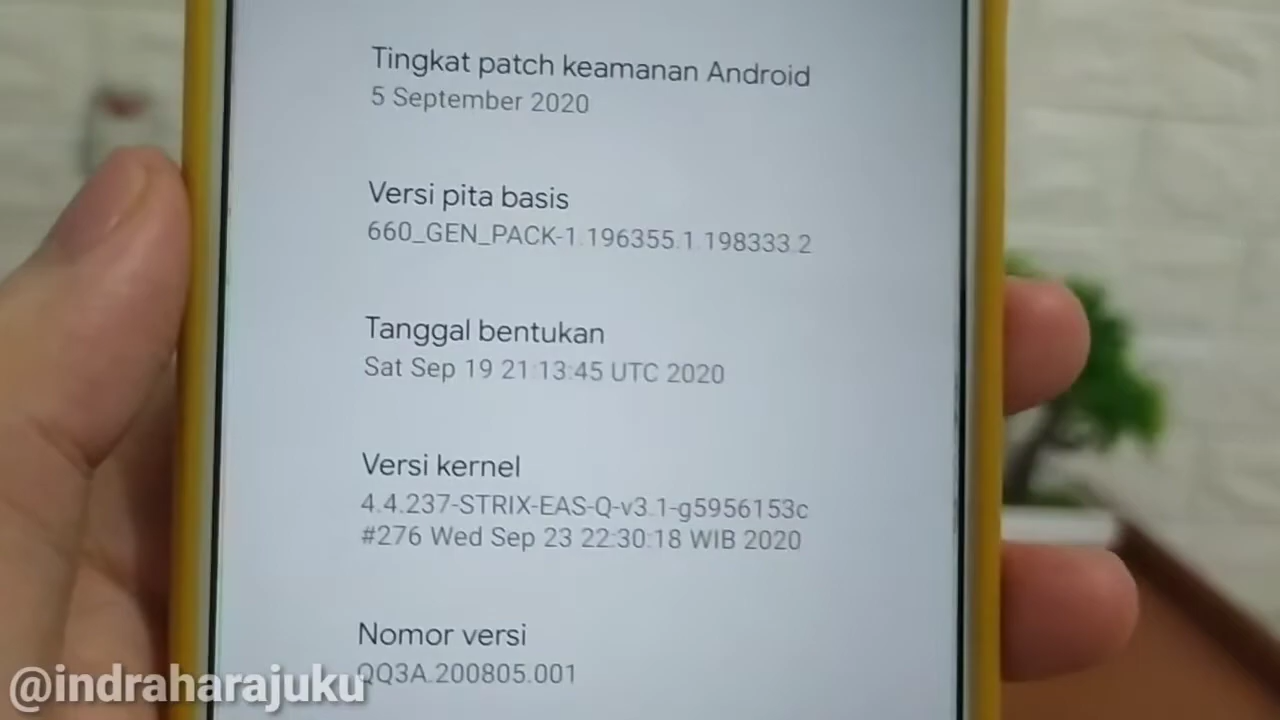 Tingkat patch keamanan Android
5 September 2020
Versi pita basis
660_GEN_PACK-1.196355.1.198333.2
Tanggal bentukan
Sat Sep 19 21:13:45 UTC 2020
Versi kernel
4.4.237-STRIX-EAS-Q-v3.1-g5956153c
#276 Wed Sep 23 22:30:18 WIB 2020
Nomor versi
QQ3A.200805.001
@indraharajuku